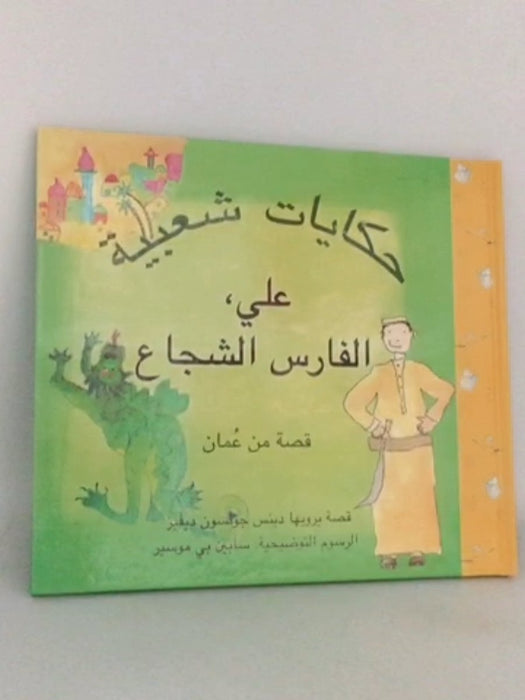 حكايات شعبية
علي،
الفارس الشجاع
قصة من عُمان
قصة يرويها دينس جونسون ديفيز
الرسوم التوضيحية: سابين بي موسير